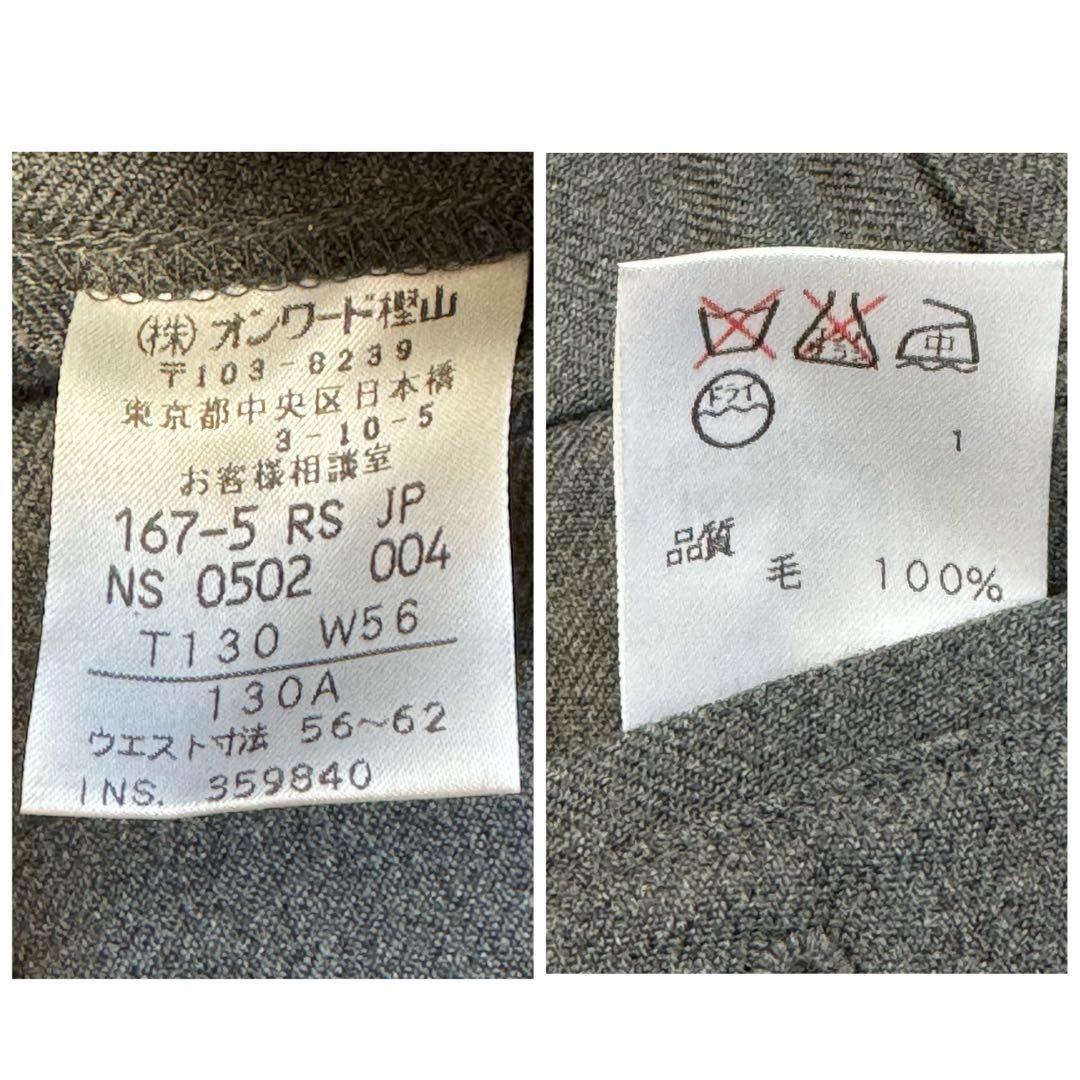 (株)オンワード樫山
〒103-8239
東京都中央区日本橋
3-10-5
お客様相談室
167-5 RS JP
NS 0502 004
T130 W56
130A
ウエスト寸法 56～62
INS. 359840
中
ドライ
1
品質
毛 100%